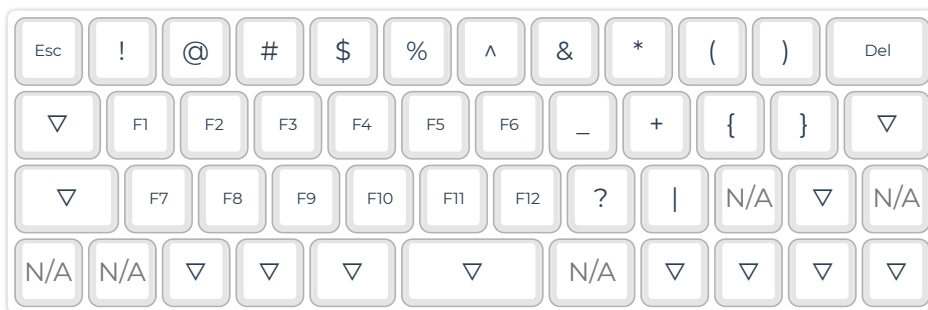 Esc ! @ # $ % ^ & * ( ) Del
▽ F1 F2 F3 F4 F5 F6 _ + { } ▽
▽ F7 F8 F9 F10 F11 F12 ? | N/A ▽ N/A
N/A N/A ▽ ▽ ▽ ▽ N/A ▽ ▽ ▽ ▽